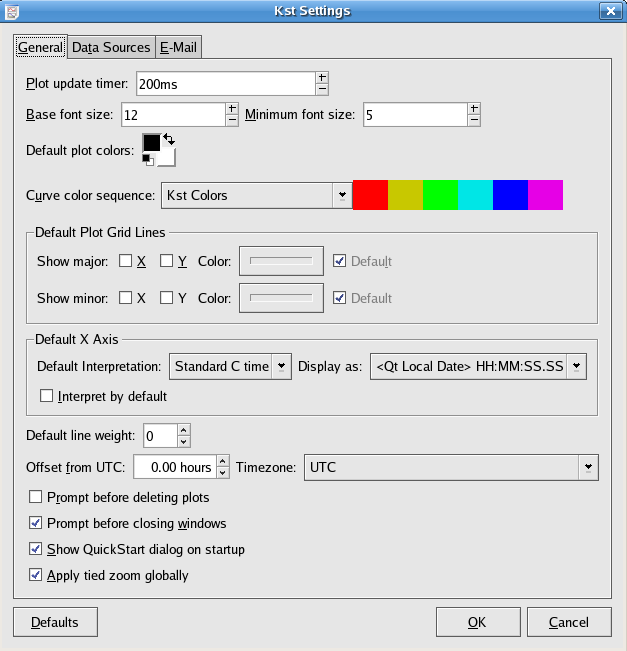 Kst Settings
General Data Sources E-Mail
Plot update timer: 200ms
Base font size: 12 Minimum font size: 5
Default plot colors:
Curve color sequence: Kst Colors
Default Plot Grid Lines
Show major: X Y Color: Default
Show minor: X Y Color: Default
Default X Axis
Default Interpretation: Standard C time Display as: <Qt Local Date> HH:MM:SS.SS
Interpret by default
Default line weight: 0
Offset from UTC: 0.00 hours Timezone: UTC
Prompt before deleting plots
Prompt before closing windows
Show QuickStart dialog on startup
Apply tied zoom globally
Defaults OK Cancel